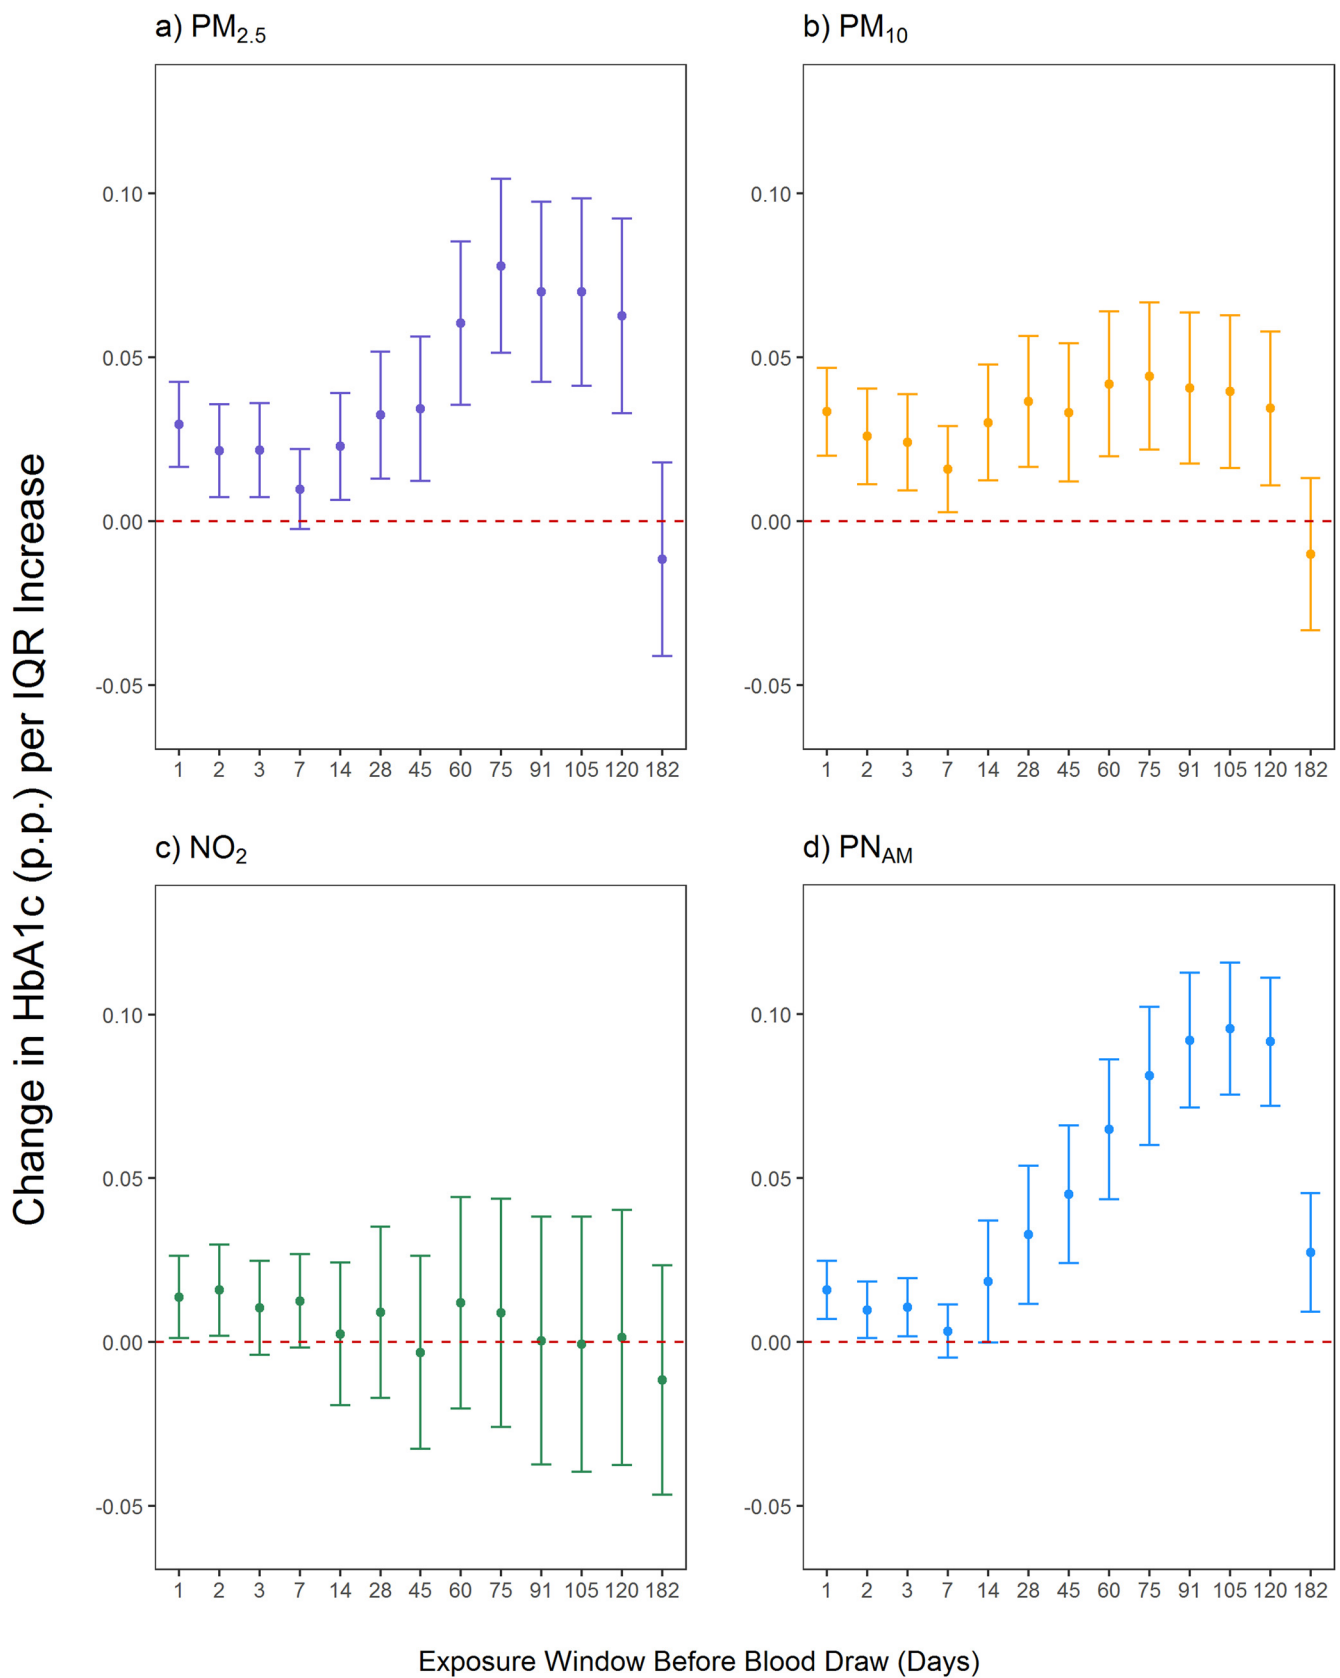 a) PM2.5
b) PM10
0.10
0.05
0.00
-0.05
1 2 3 7 14 28 45 60 75 91 105 120 182
0.10
0.05
0.00
-0.05
1 2 3 7 14 28 45 60 75 91 105 120 182
Change in HbA1c (p.p.) per IQR Increase
c) NO2
d) PNAM
0.10
0.05
0.00
-0.05
1 2 3 7 14 28 45 60 75 91 105 120 182
0.10
0.05
0.00
-0.05
1 2 3 7 14 28 45 60 75 91 105 120 182
Exposure Window Before Blood Draw (Days)